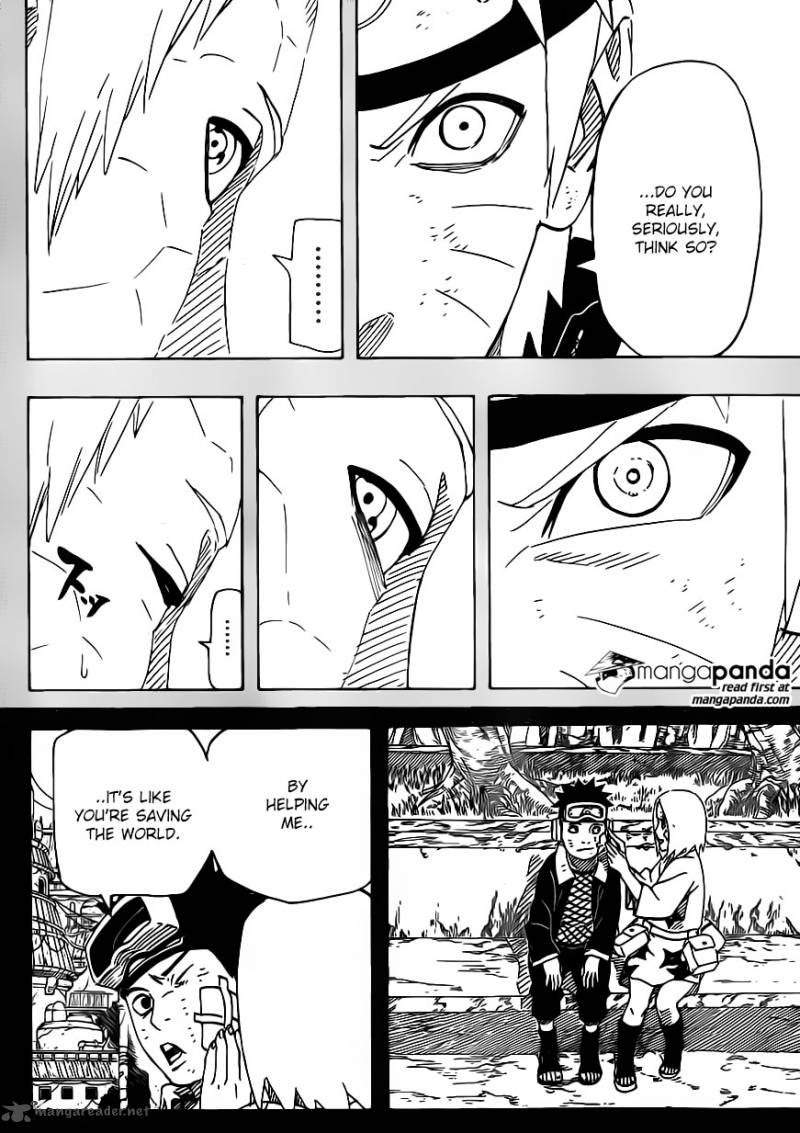 ...DO YOU
REALLY,
SERIOUSLY,
THINK SO?
........
ズッ
......
mangapanda
read first at
mangapanda.com
BY
HELPING
ME..
..IT'S LIKE
YOU'RE SAVING
THE WORLD.
mangareader.net